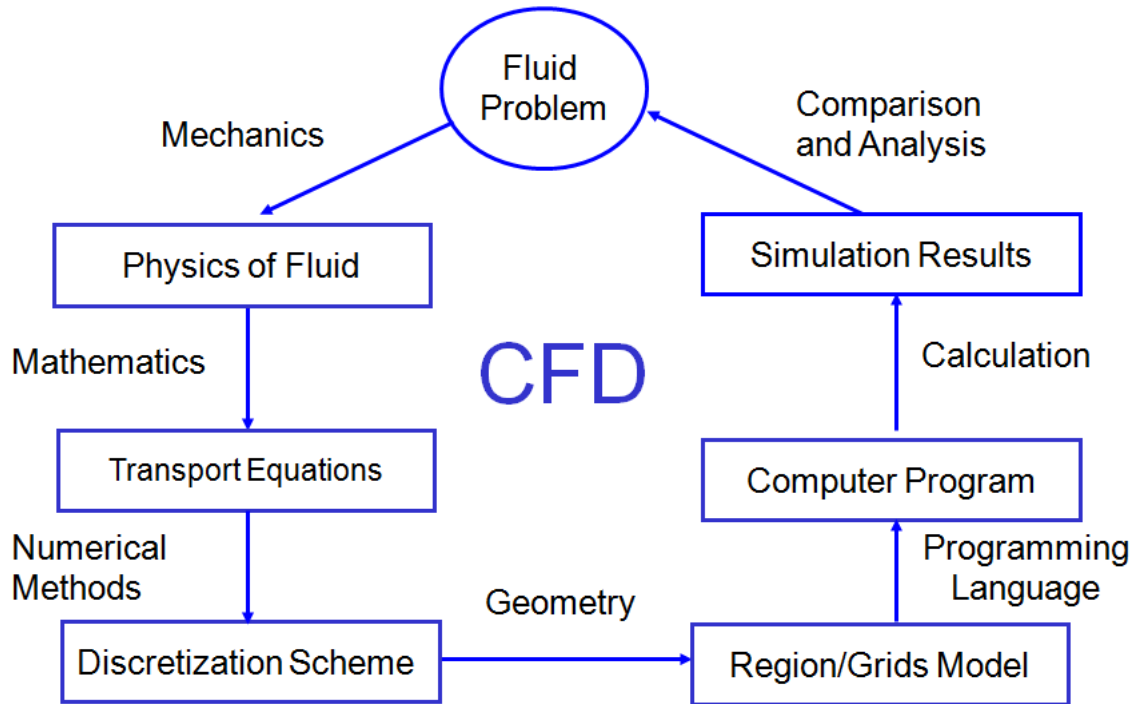 Fluid
Problem
Mechanics
Comparison
and Analysis
Physics of Fluid
Simulation Results
Mathematics
CFD
Calculation
Transport Equations
Computer Program
Numerical
Methods
Programming
Language
Geometry
Discretization Scheme
Region/Grids Model